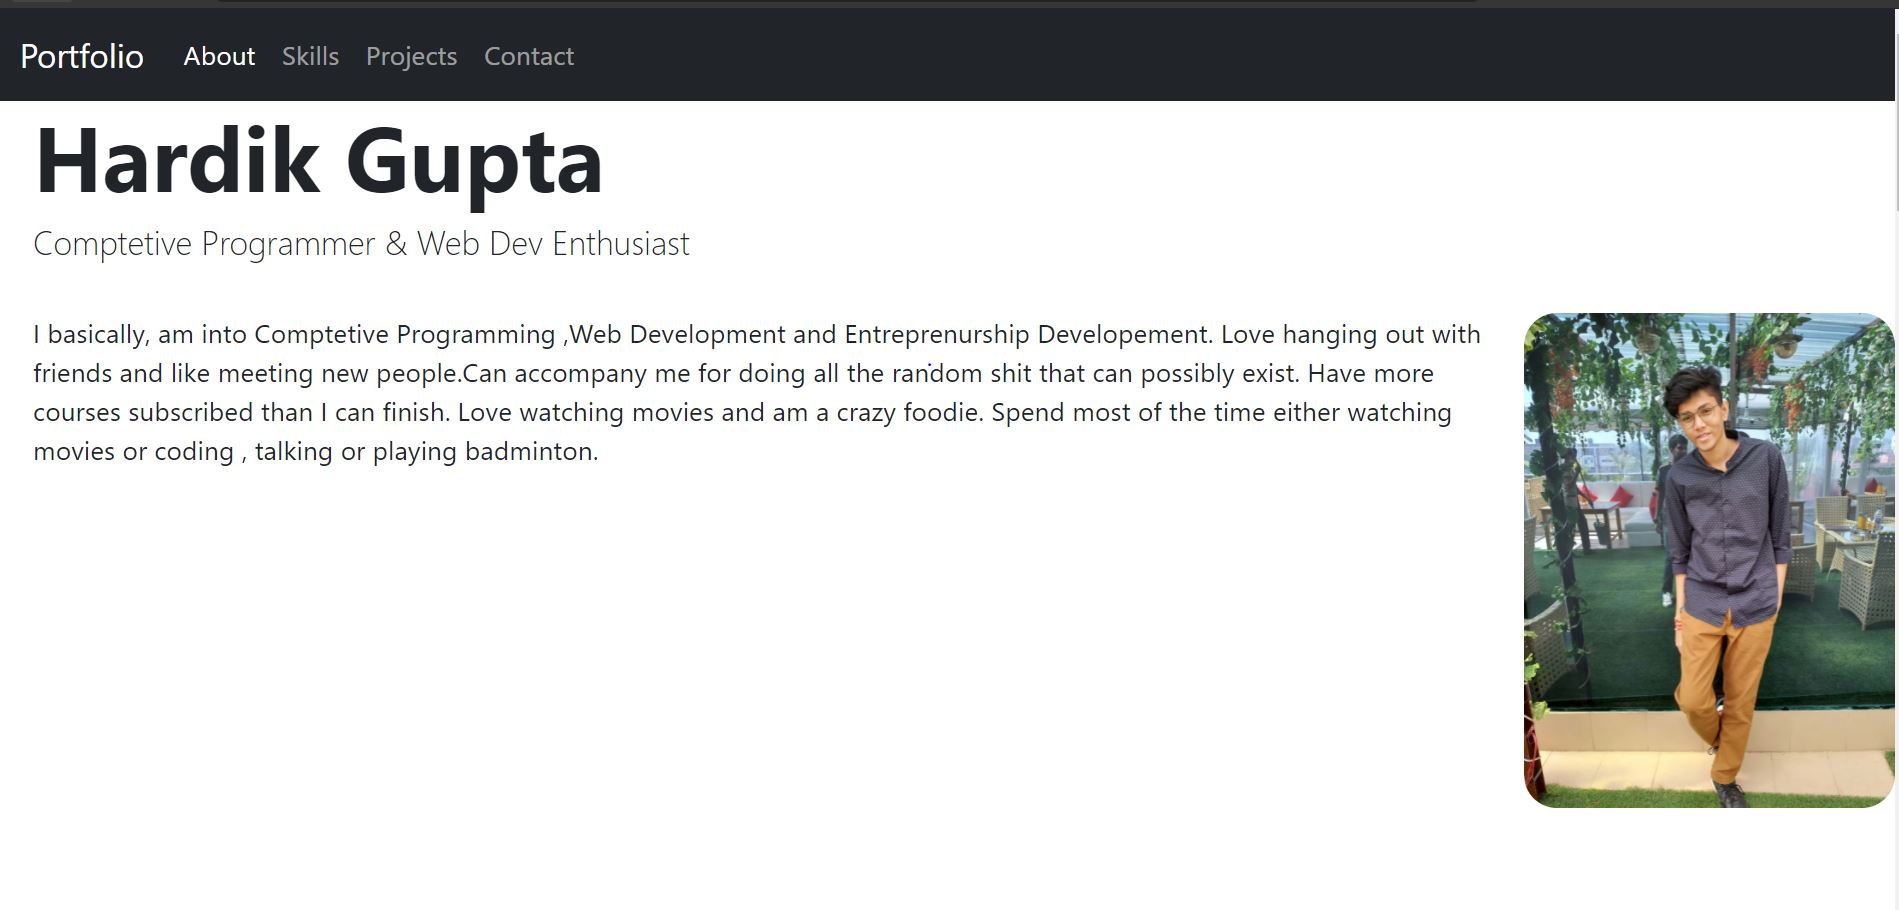 Portfolio About Skills Projects Contact
Hardik Gupta
Comptetive Programmer & Web Dev Enthusiast
I basically, am into Comptetive Programming ,Web Development and Entreprenurship Developement. Love hanging out with
friends and like meeting new people.Can accompany me for doing all the random shit that can possibly exist. Have more
courses subscribed than I can finish. Love watching movies and am a crazy foodie. Spend most of the time either watching
movies or coding , talking or playing badminton.